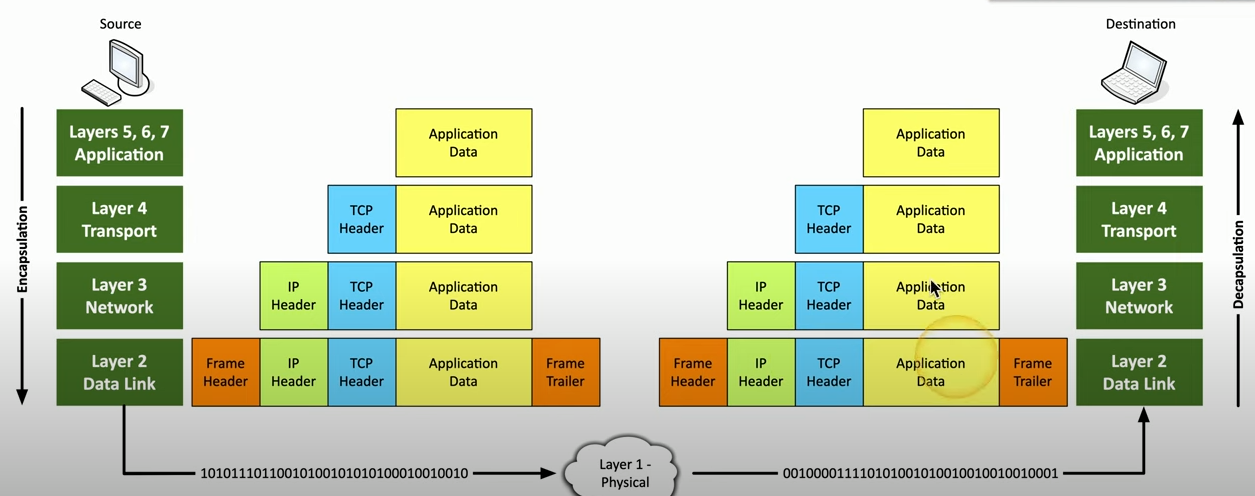 Source
Destination
Encapsulation
Layers 5, 6, 7
Application
Application
Data
Application
Data
Layers 5, 6, 7
Application
Layer 4
Transport
TCP
Header
Application
Data
TCP
Header
Application
Data
Layer 4
Transport
Layer 3
Network
IP
Header
TCP
Header
Application
Data
IP
Header
TCP
Header
Application
Data
Layer 3
Network
Layer 2
Data Link
Frame
Header
IP
Header
TCP
Header
Application
Data
Frame
Trailer
Frame
Header
IP
Header
TCP
Header
Application
Data
Frame
Trailer
Layer 2
Data Link
Decapsulation
10101110110010100101010100010010010
Layer 1 -
Physical
001000011110101001010010010010010001